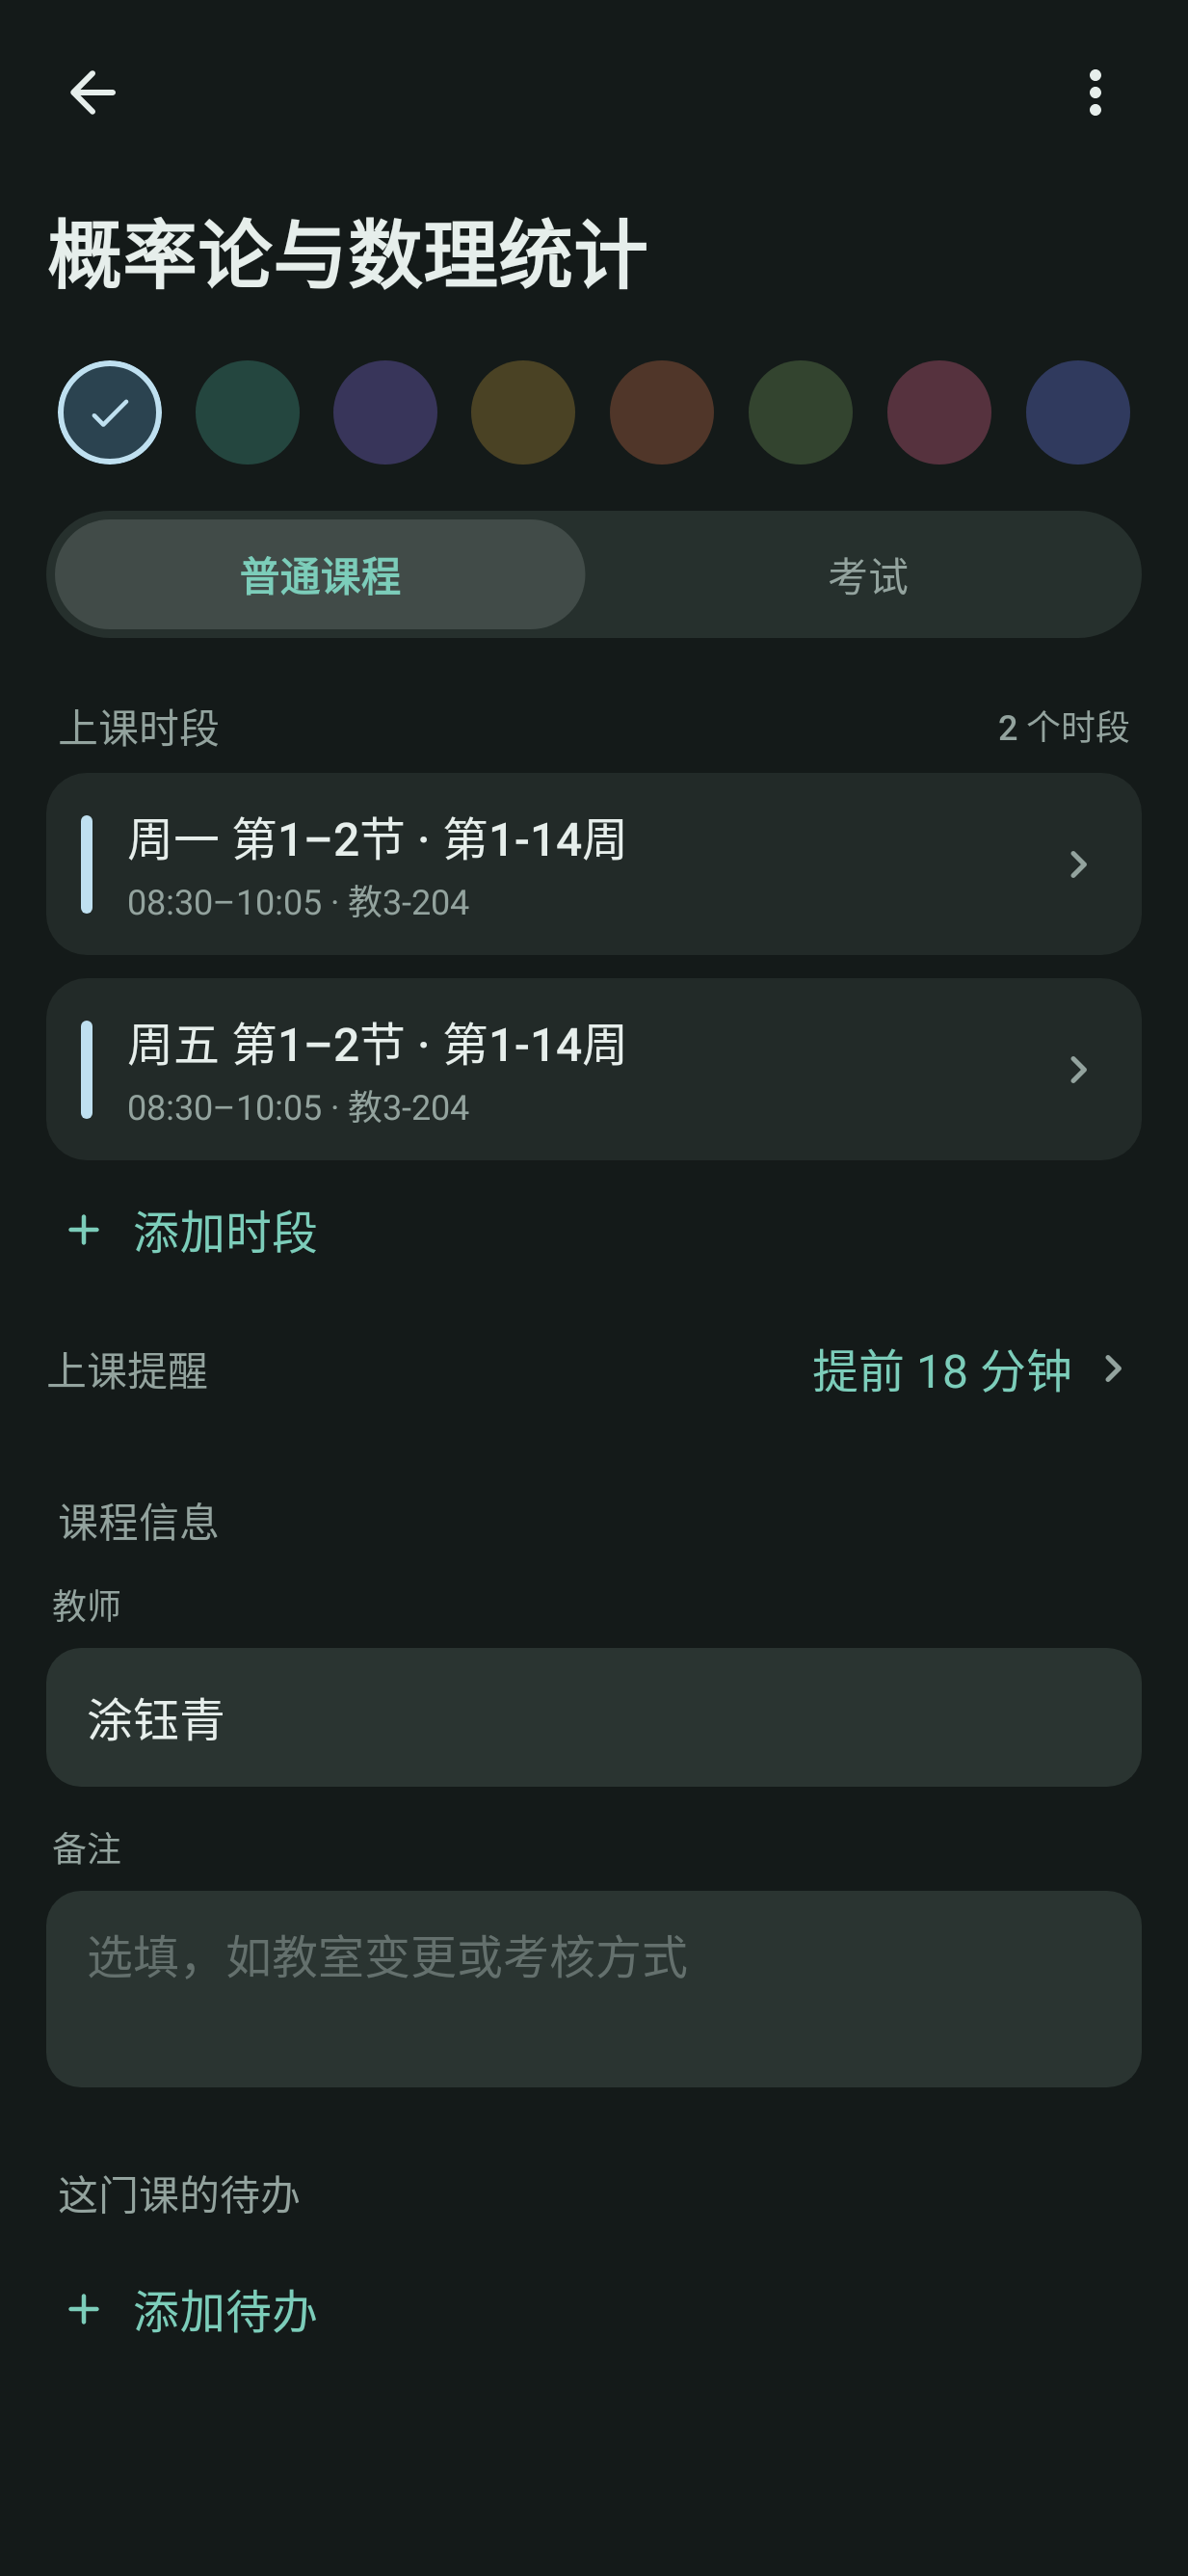 概率论与数理统计
普通课程
考试
上课时段
2 个时段
周一 第1–2节 · 第1-14周
08:30–10:05 · 教3-204
周五 第1–2节 · 第1-14周
08:30–10:05 · 教3-204
添加时段
上课提醒
提前 18 分钟
课程信息
教师
涂钰青
备注
选填，如教室变更或考核方式
这门课的待办
添加待办